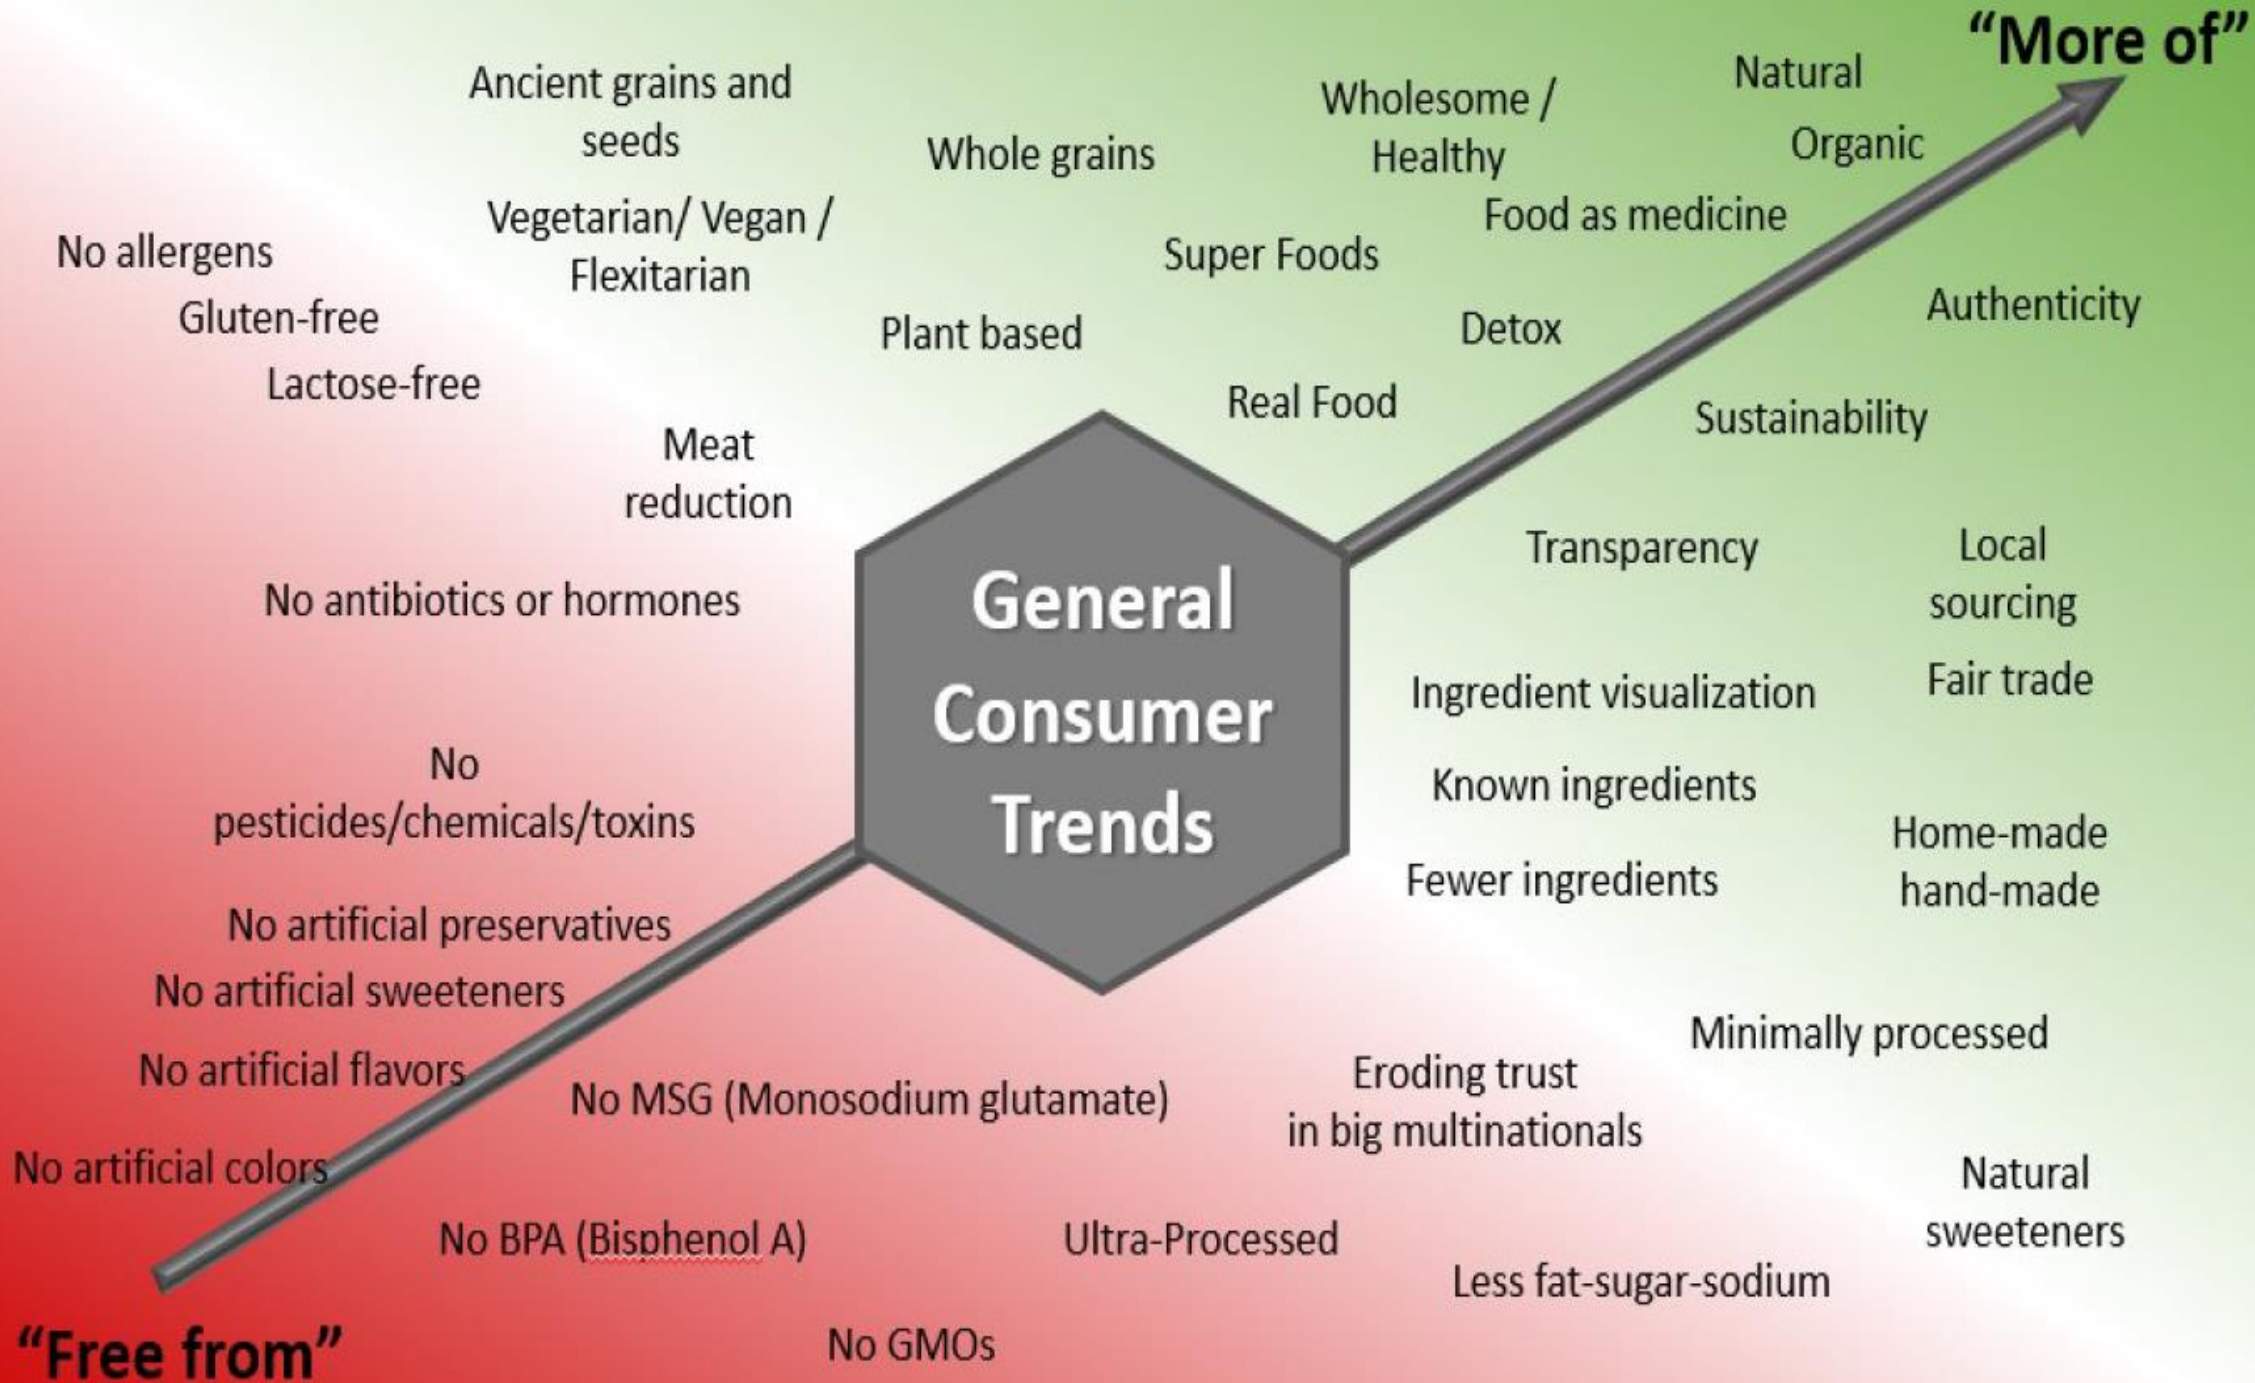 “More of”
Natural
Ancient grains and
seeds
Wholesome /
Healthy
Whole grains
Organic
Vegetarian/ Vegan /
Flexitarian
Food as medicine
No allergens
Super Foods
Gluten-free
Plant based
Detox
Authenticity
Lactose-free
Real Food
Sustainability
Meat
reduction
Transparency
Local
sourcing
No antibiotics or hormones
General
Consumer
Trends
Ingredient visualization
Fair trade
No
pesticides/chemicals/toxins
Known ingredients
Home-made
hand-made
Fewer ingredients
No artificial preservatives
No artificial sweeteners
Minimally processed
No artificial flavors
No MSG (Monosodium glutamate)
Eroding trust
in big multinationals
No artificial colors
Natural
sweeteners
No BPA (Bisphenol A)
Ultra-Processed
Less fat-sugar-sodium
“Free from”
No GMOs